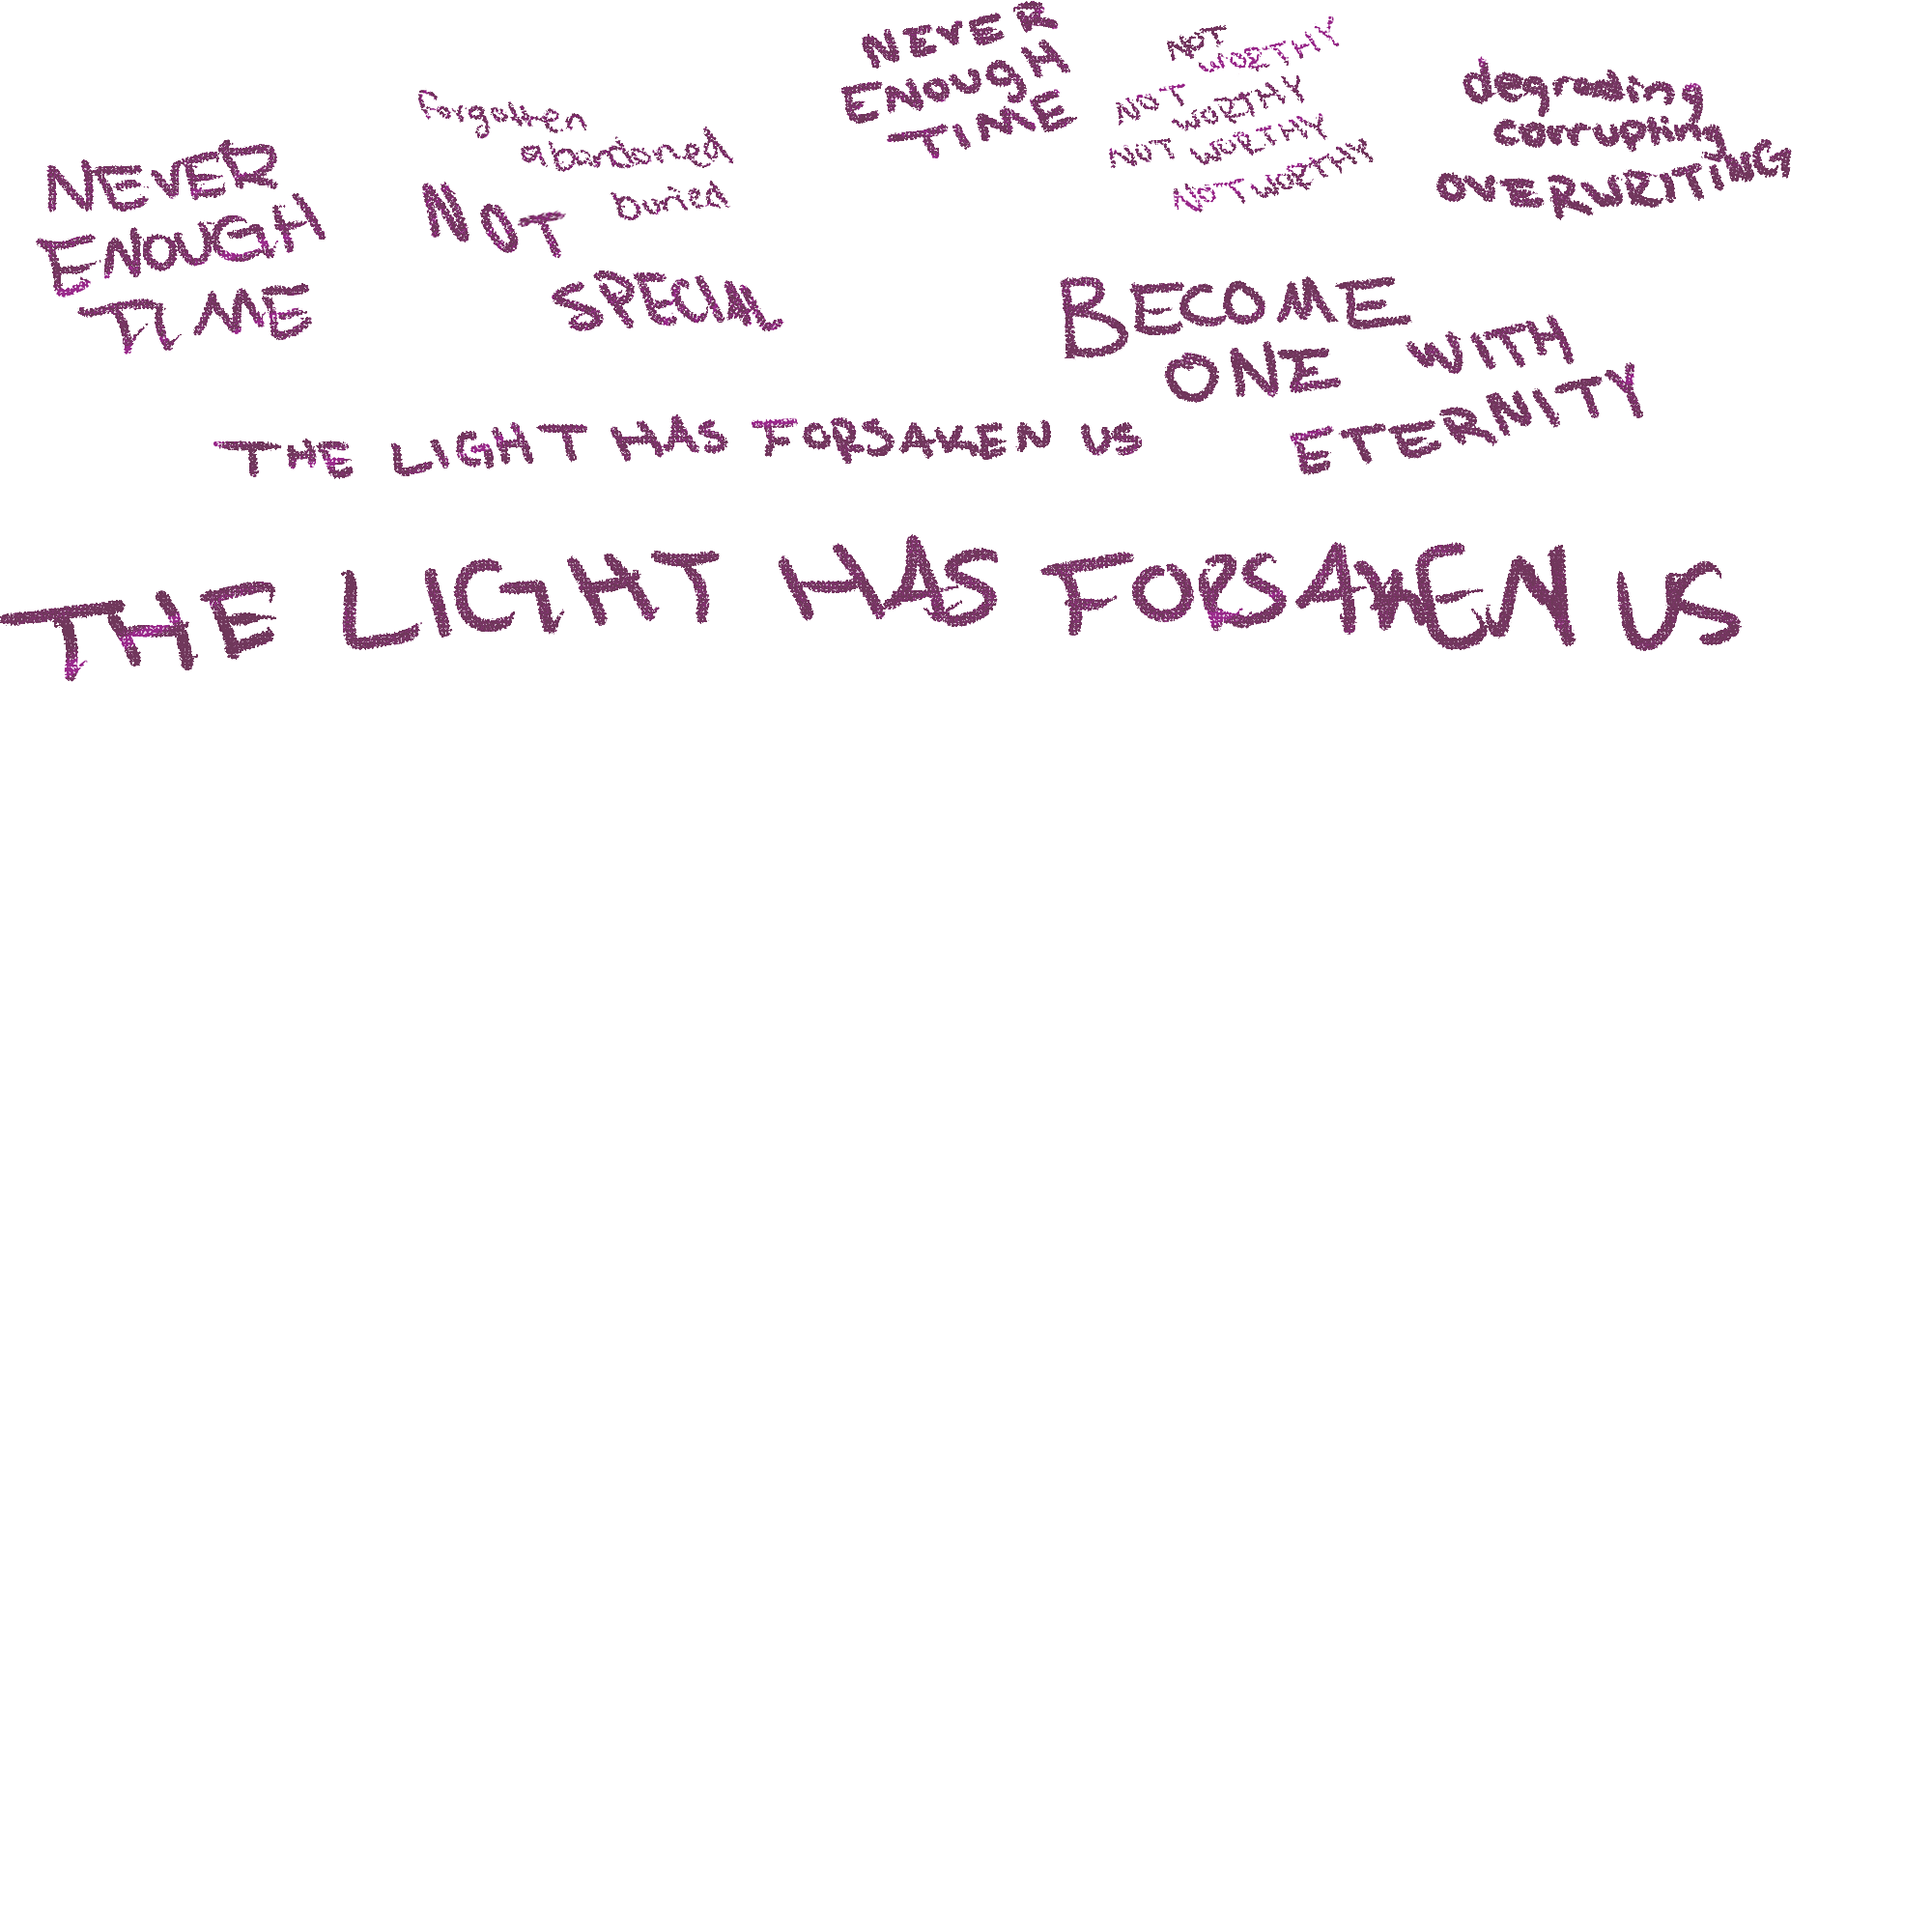 NEVER
ENOUGH
TIME
forgotten
abandoned
buried
NOT
SPECIAL
NEVER
ENOUGH
TIME
NOT
WORTHY
NOT
WORTHY
NOT WORTHY
NOT WORTHY
degrading
corrupting
OVERWRITING
BECOME
ONE WITH
ETERNITY
THE LIGHT HAS FORSAKEN US
THE LIGHT HAS FORSAKEN US